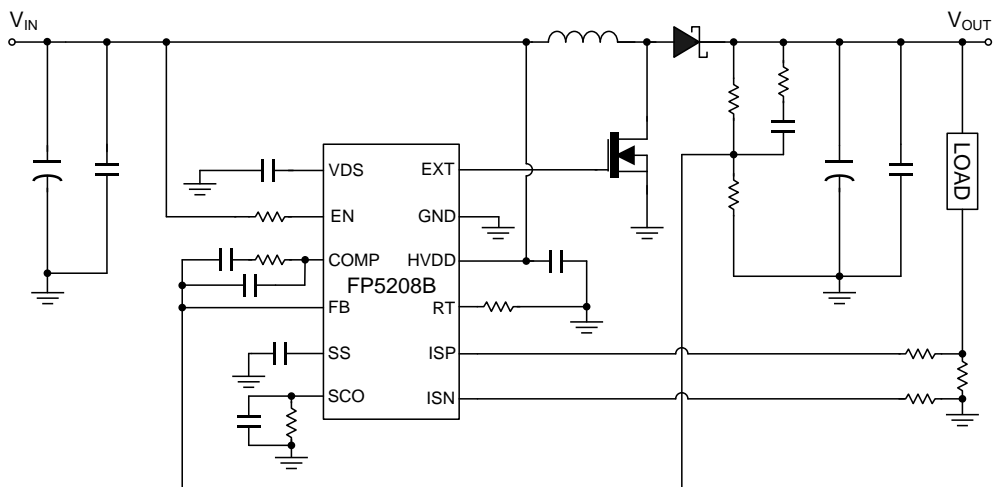 VIN
VOUT
LOAD
VDS
EXT
EN
GND
COMP
HVDD
FP5208B
FB
RT
SS
ISP
SCO
ISN